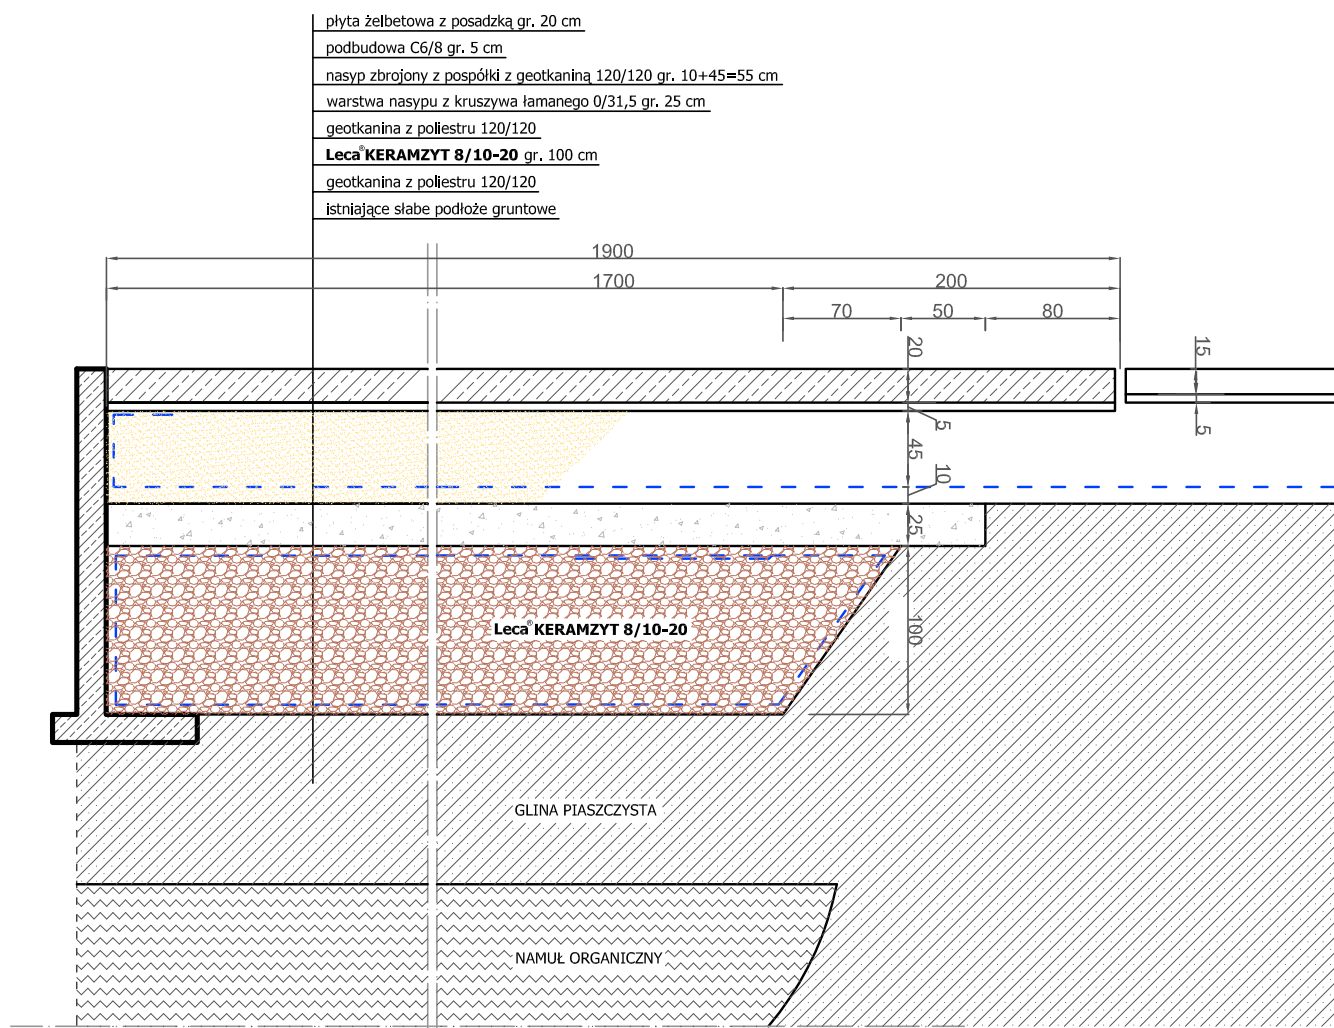 płyta żelbetowa z posadzką gr. 20 cm
podbudowa C6/8 gr. 5 cm
nasyp zbrojony z pospółki z geotkaniną 120/120 gr. 10+45=55 cm
warstwa nasypu z kruszywa łamanego 0/31,5 gr. 25 cm
geotkanina z poliestru 120/120
Leca® KERAMZYT 8/10-20 gr. 100 cm
geotkanina z poliestru 120/120
istniające słabe podłoże gruntowe
1900
1700 200
70 50 80
20
15
5
5
45
10
25
100
Leca® KERAMZYT 8/10-20
GLINA PIASZCZYSTA
NAMUŁ ORGANICZNY